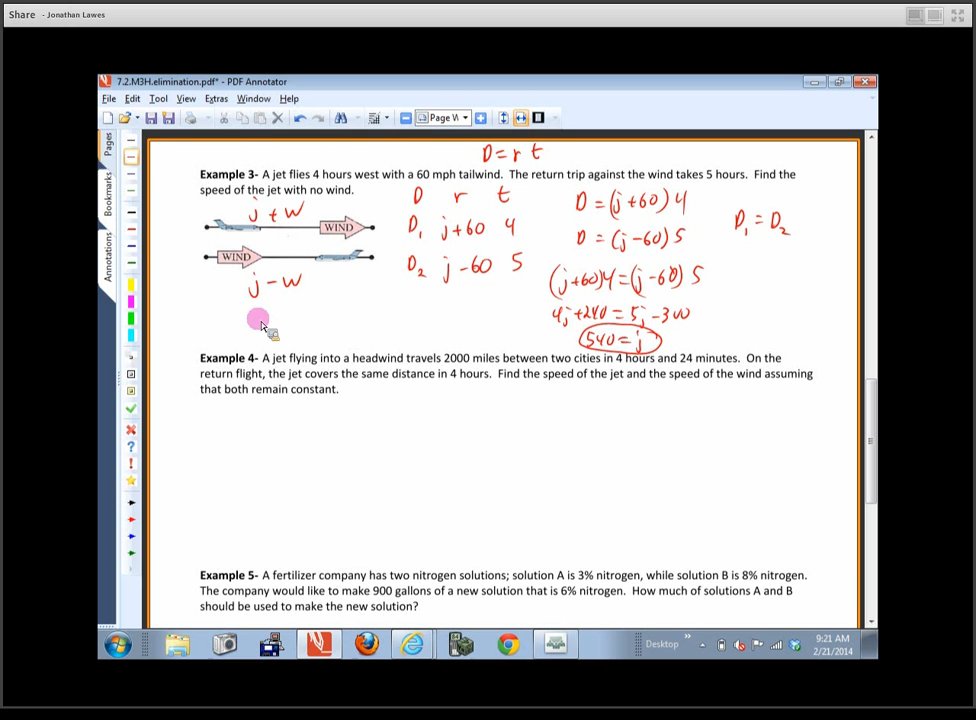 Share - Jonathan Lawes
7.2.M3H.elimination.pdf* - PDF Annotator
File Edit Tool View Extras Window Help
Page W
Pages
Bookmarks
Annotations
D = r t
Example 3- A jet flies 4 hours west with a 60 mph tailwind. The return trip against the wind takes 5 hours. Find the
speed of the jet with no wind.
D r t
j + w
D = (j+60) 4
WIND
D₁ j+60 4
D₁ = D₂
D = (j-60) 5
WIND
D₂ j-60 5
j - w
(j+60)4 = (j-60) 5
4j+240 = 5j-300
540 = j
Example 4- A jet flying into a headwind travels 2000 miles between two cities in 4 hours and 24 minutes. On the
return flight, the jet covers the same distance in 4 hours. Find the speed of the jet and the speed of the wind assuming
that both remain constant.
Example 5- A fertilizer company has two nitrogen solutions; solution A is 3% nitrogen, while solution B is 8% nitrogen.
The company would like to make 900 gallons of a new solution that is 6% nitrogen. How much of solutions A and B
should be used to make the new solution?
Desktop
9:21 AM
2/21/2014